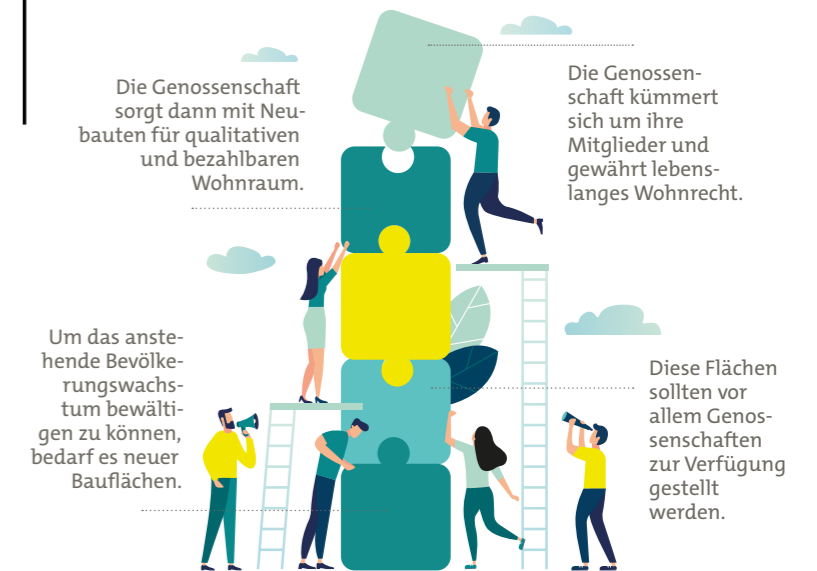 Die Genossenschaft
sorgt dann mit Neu-
bauten für qualitativen
und bezahlbaren
Wohnraum.
Die Genossen-
schaft kümmert
sich um ihre
Mitglieder und
gewährt lebens-
langes Wohnrecht.
Um das anste-
hende Bevölke-
rungswachs-
tum bewälti-
gen zu können,
bedarf es neuer
Bauflächen.
Diese Flächen
sollten vor
allem Genos-
senschaften
zur Verfügung
gestellt
werden.